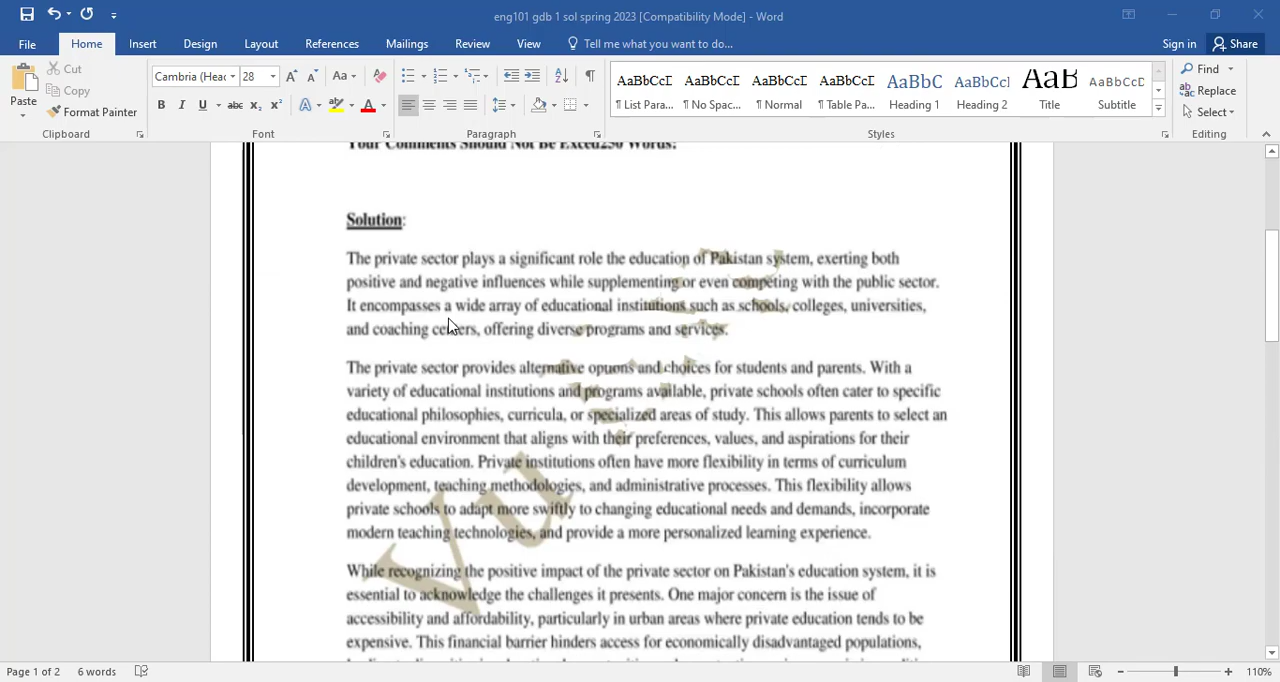 eng101 gdb 1 sol spring 2023 [Compatibility Mode] - Word
File Home Insert Design Layout References Mailings Review View Tell me what you want to do... Sign in Share
Paste Cut Copy Format Painter
Clipboard
Cambria (Heac 28
Font
Paragraph
AaBbCcI AaBbCcI AaBbCcI AaBbCcI AaBbC AaBbCcI AaB AaBbCcD
¶ List Para... ¶ No Spac... ¶ Normal ¶ Table Pa... Heading 1 Heading 2 Title Subtitle
Styles
Find
Replace
Select
Editing
Your Comments Should Not Be Exced250 Words?
Solution:
The private sector plays a significant role the education of Pakistan system, exerting both
positive and negative influences while supplementing or even competing with the public sector.
It encompasses a wide array of educational institutions such as schools, colleges, universities,
and coaching centers, offering diverse programs and services.
The private sector provides alternative options and choices for students and parents. With a
variety of educational institutions and programs available, private schools often cater to specific
educational philosophies, curricula, or specialized areas of study. This allows parents to select an
educational environment that aligns with their preferences, values, and aspirations for their
children's education. Private institutions often have more flexibility in terms of curriculum
development, teaching methodologies, and administrative processes. This flexibility allows
private schools to adapt more swiftly to changing educational needs and demands, incorporate
modern teaching technologies, and provide a more personalized learning experience.
While recognizing the positive impact of the private sector on Pakistan's education system, it is
essential to acknowledge the challenges it presents. One major concern is the issue of
accessibility and affordability, particularly in urban areas where private education tends to be
expensive. This financial barrier hinders access for economically disadvantaged populations,
Vu
Page 1 of 2 6 words 110%